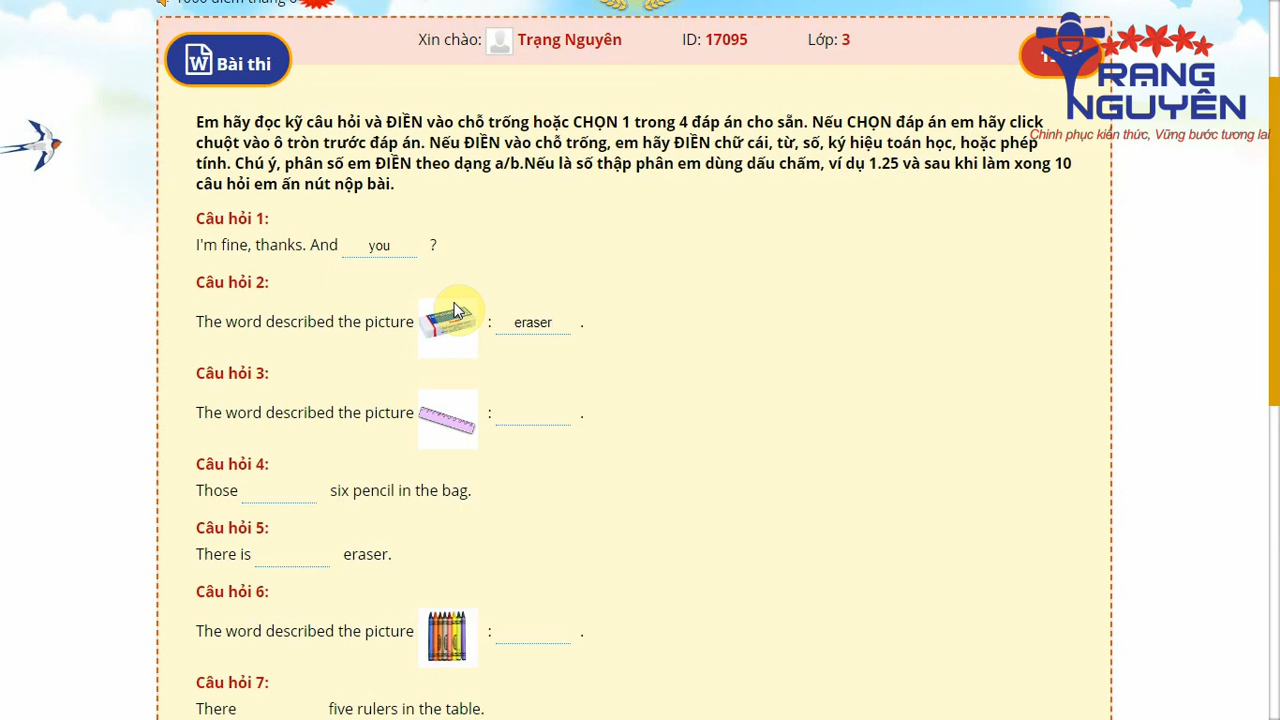 Xin chào: Trạng Nguyên ID: 17095 Lớp: 3
Bài thi
TRẠNG
NGUYÊN
Chinh phục kiến thức, Vững bước tương lai
Em hãy đọc kỹ câu hỏi và ĐIỀN vào chỗ trống hoặc CHỌN 1 trong 4 đáp án cho sẵn. Nếu CHỌN đáp án em hãy click
chuột vào ô tròn trước đáp án. Nếu ĐIỀN vào chỗ trống, em hãy ĐIỀN chữ cái, từ, số, ký hiệu toán học, hoặc phép
tính. Chú ý, phân số em ĐIỀN theo dạng a/b.Nếu là số thập phân em dùng dấu chấm, ví dụ 1.25 và sau khi làm xong 10
câu hỏi em ấn nút nộp bài.
Câu hỏi 1:
I'm fine, thanks. And you ?
Câu hỏi 2:
The word described the picture : eraser .
Câu hỏi 3:
The word described the picture : .
Câu hỏi 4:
Those six pencil in the bag.
Câu hỏi 5:
There is eraser.
Câu hỏi 6:
The word described the picture : .
Câu hỏi 7:
There five rulers in the table.